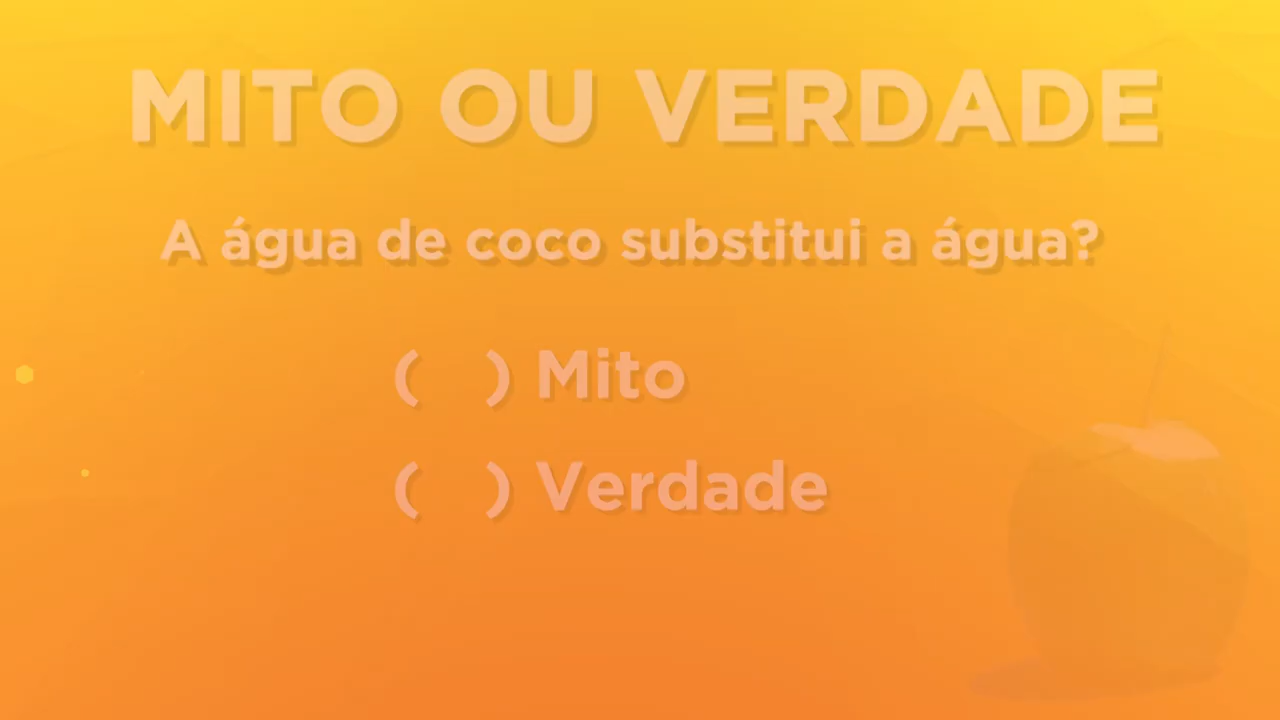 MITO OU VERDADE
A água de coco substitui a água?
( ) Mito
( ) Verdade